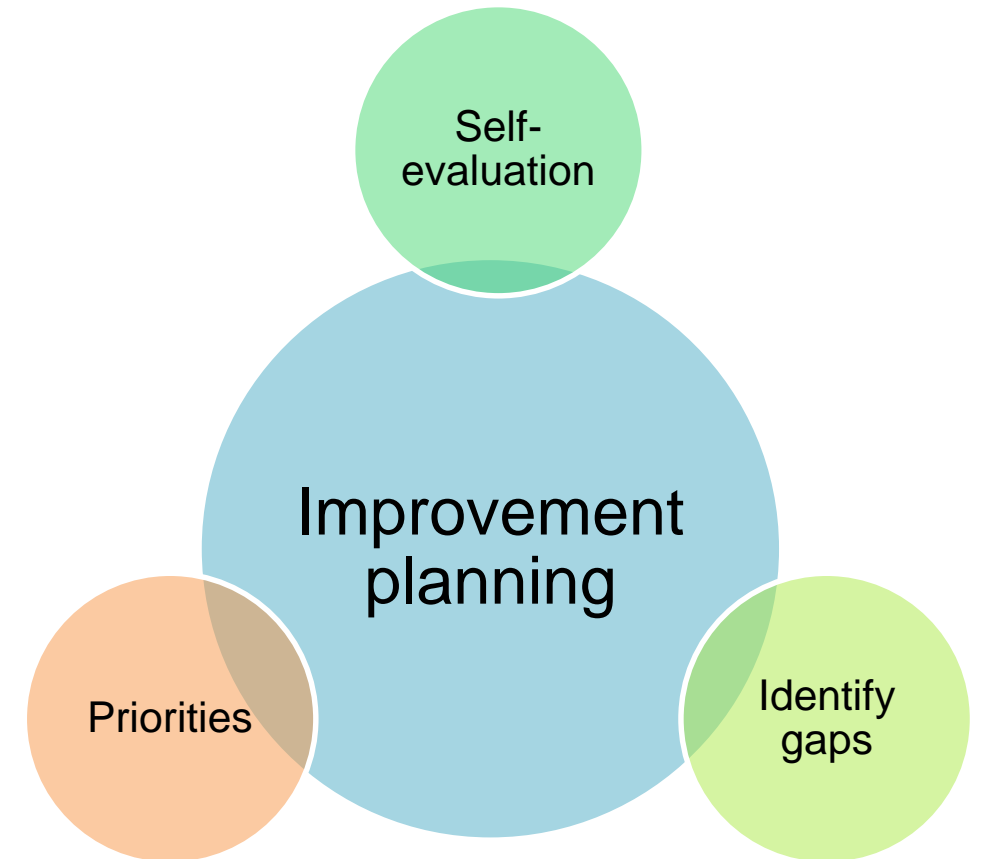 Self-
evaluation
Improvement
planning
Priorities
Identify
gaps